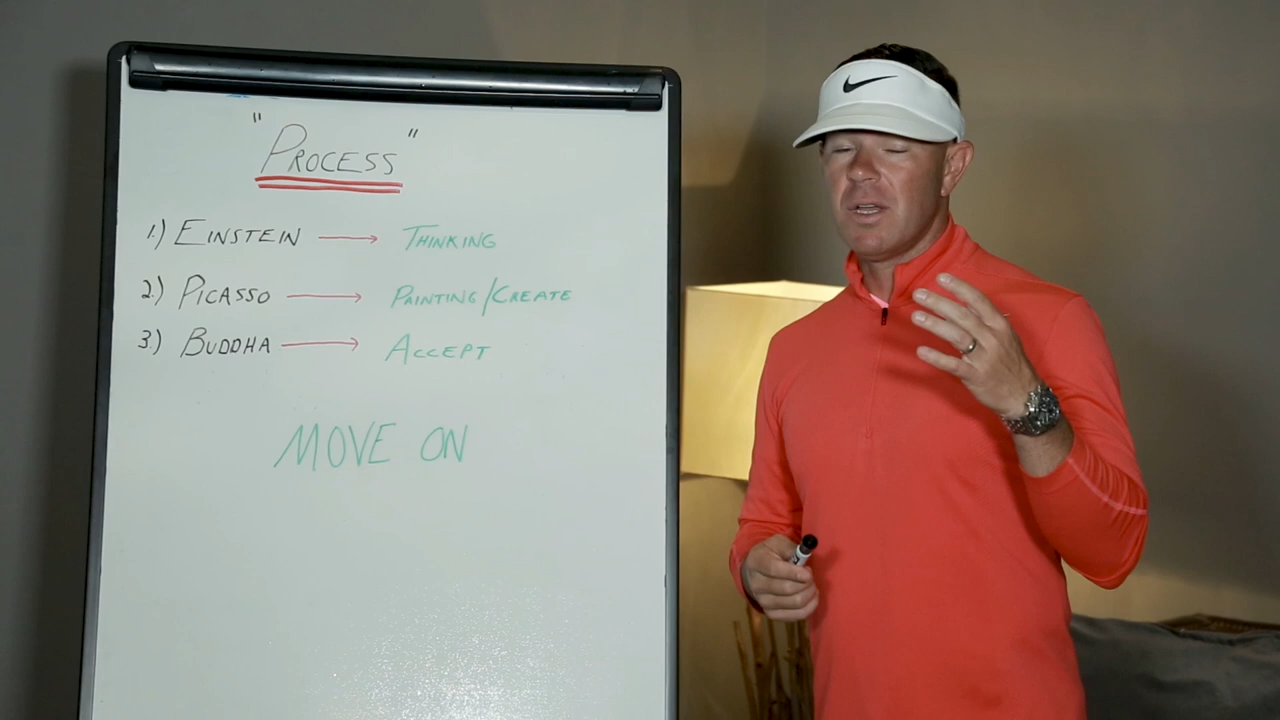 "PROCESS"
1.) EINSTEIN → THINKING
2.) PICASSO → PAINTING/CREATE
3.) BUDDHA → ACCEPT
MOVE ON